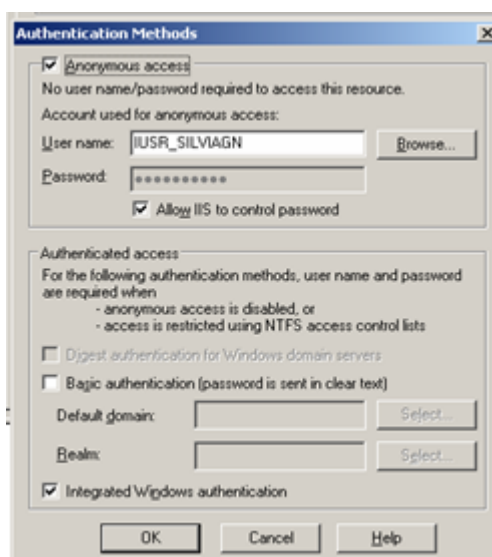 Authentication Methods
Anonymous access
No user name/password required to access this resource.
Account used for anonymous access:
User name: IUSR_SILVIAGN Browse...
Password: ●●●●●●●●●●
Allow IIS to control password
Authenticated access
For the following authentication methods, user name and password
are required when
- anonymous access is disabled, or
- access is restricted using NTFS access control lists
Digest authentication for Windows domain servers
Basic authentication (password is sent in clear text)
Default domain: Select...
Realm: Select...
Integrated Windows authentication
OK Cancel Help